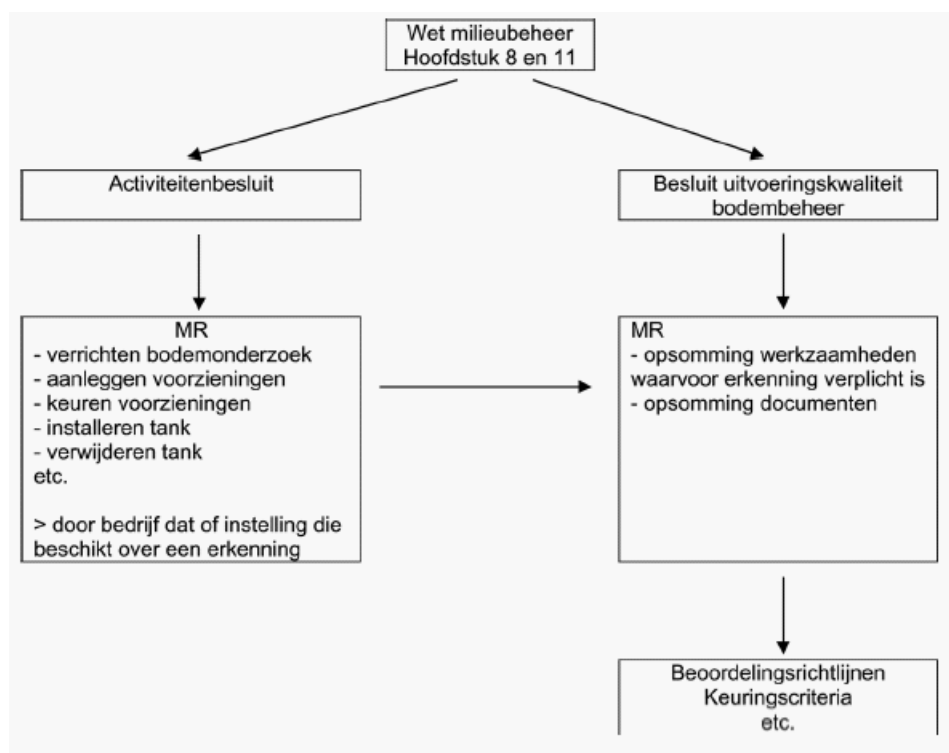 Wet milieubeheer
Hoofdstuk 8 en 11
Activiteitenbesluit
Besluit uitvoeringskwaliteit
bodembeheer
MR
- verrichten bodemonderzoek
- aanleggen voorzieningen
- keuren voorzieningen
- installeren tank
- verwijderen tank
etc.
> door bedrijf dat of instelling die
beschikt over een erkenning
MR
- opsomming werkzaamheden
waarvoor erkenning verplicht is
- opsomming documenten
Beoordelingsrichtlijnen
Keuringscriteria
etc.